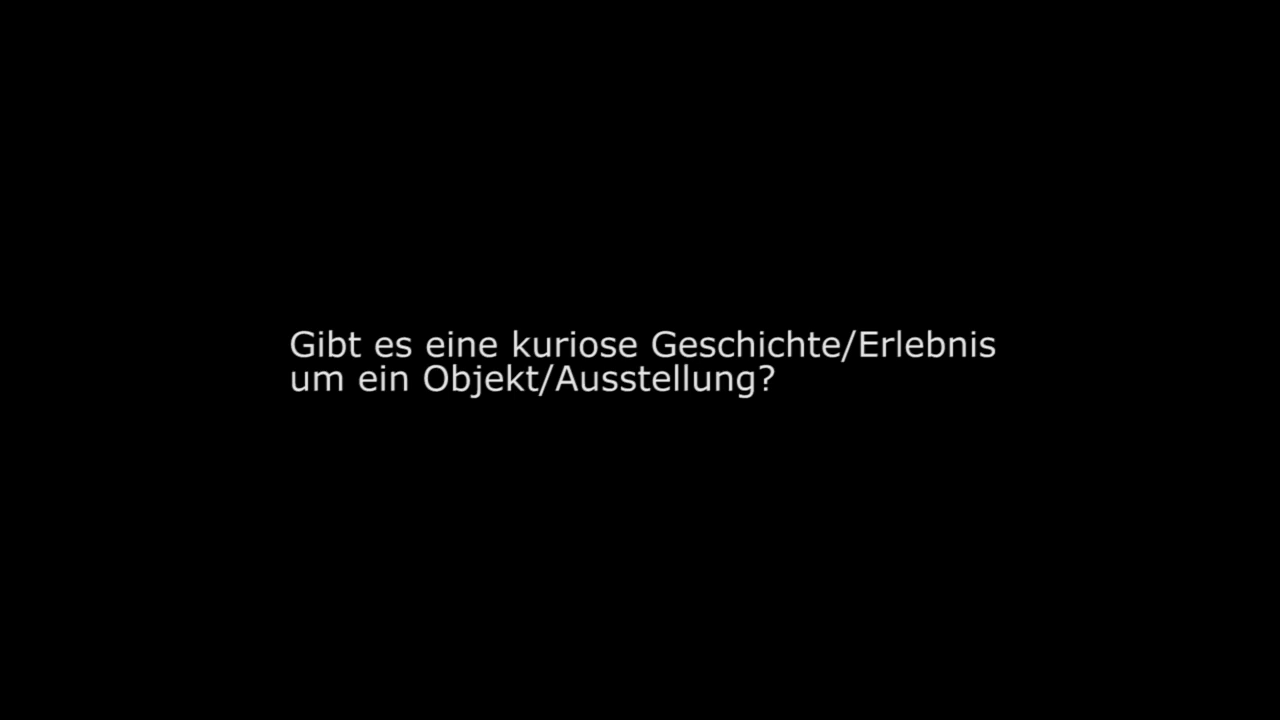 Gibt es eine kuriose Geschichte/Erlebnis
um ein Objekt/Ausstellung?